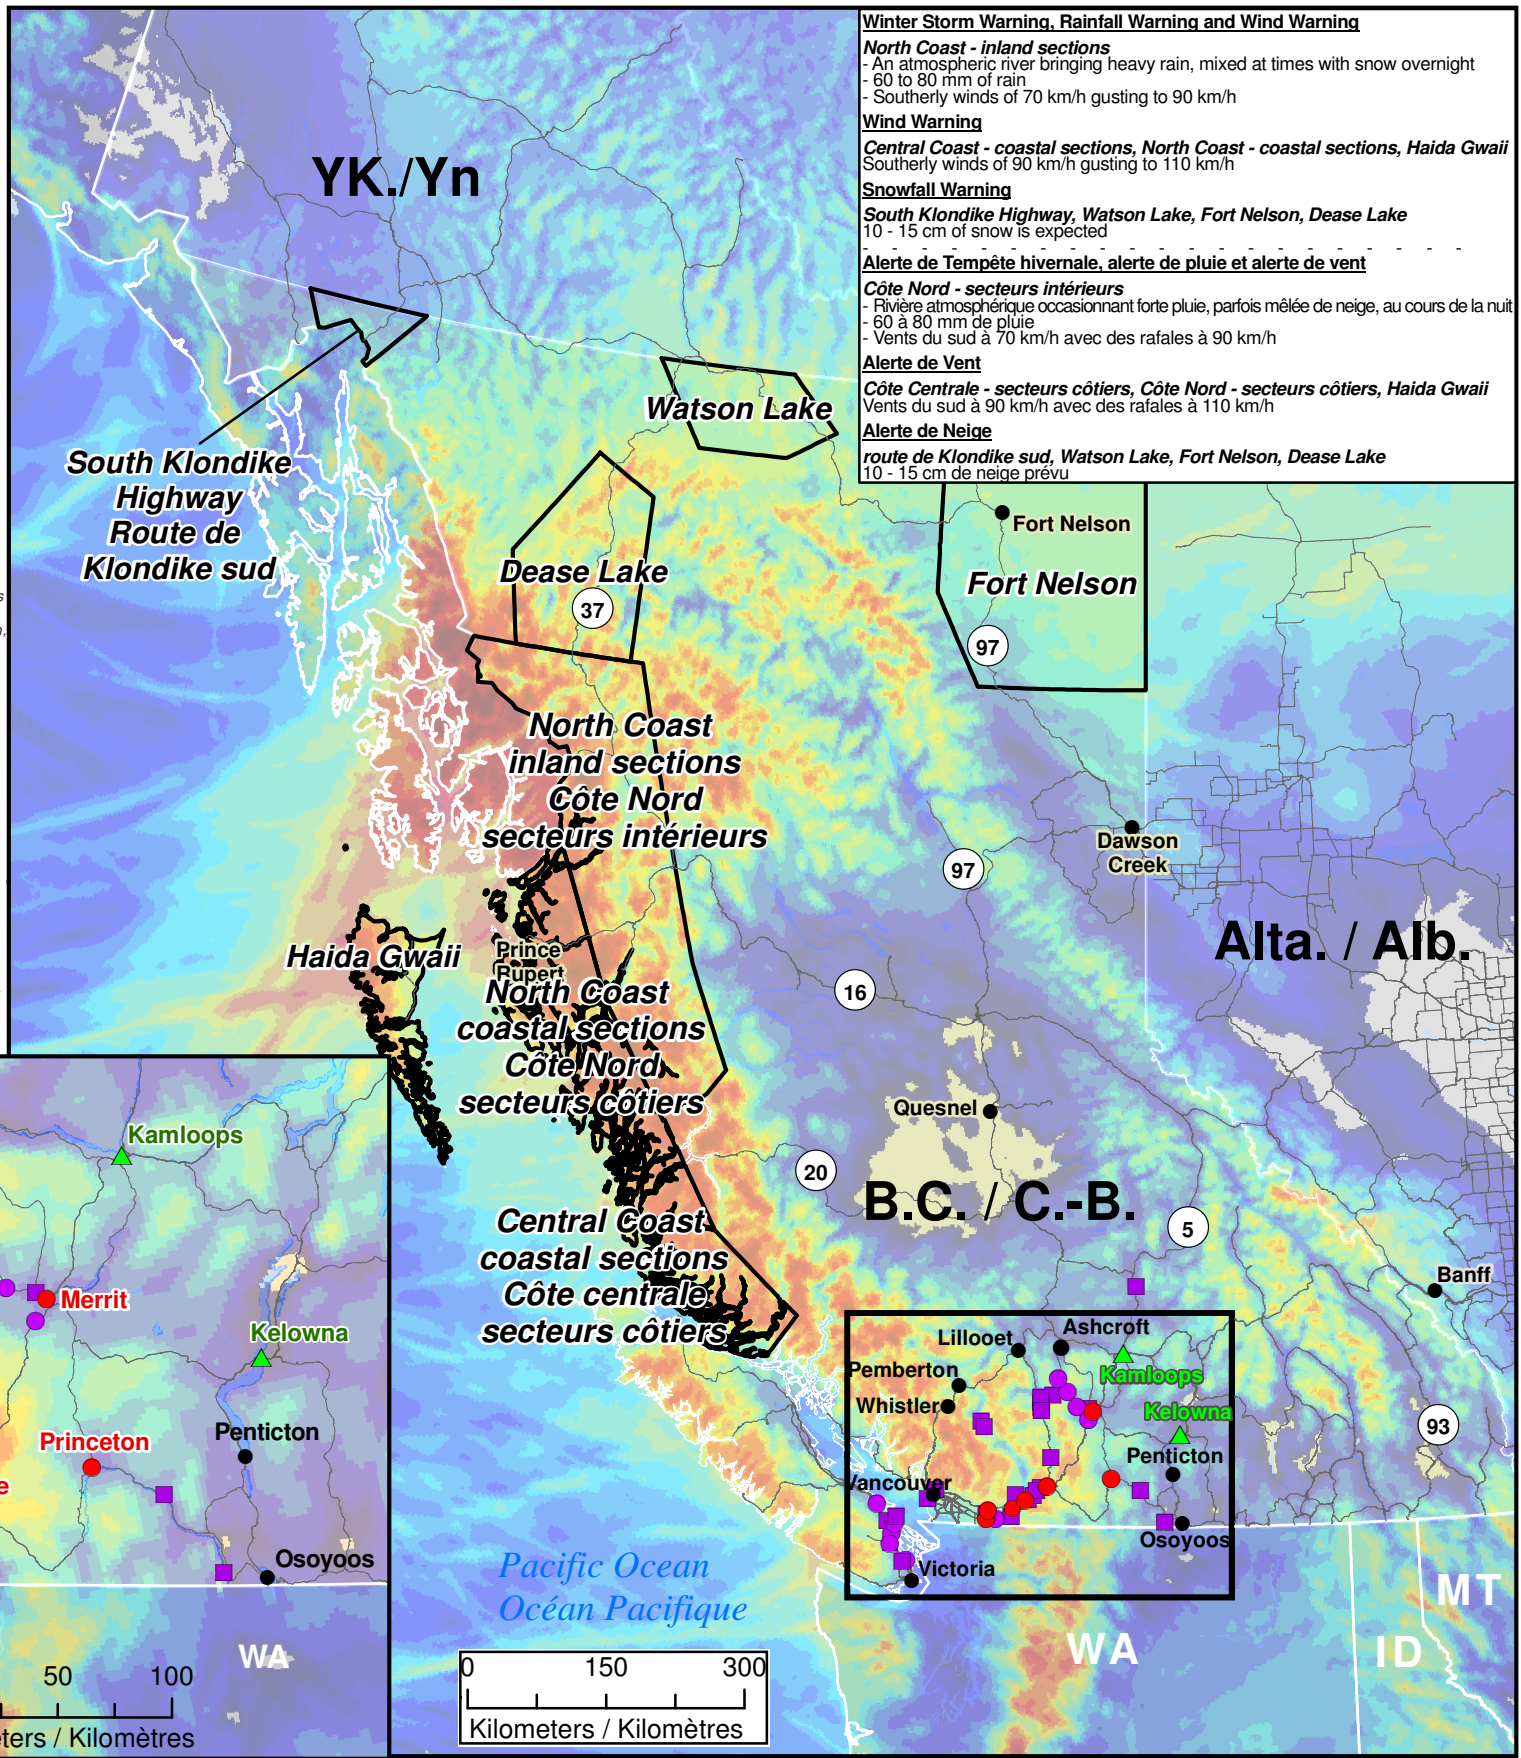 Winter Storm Warning, Rainfall Warning and Wind Warning
North Coast - inland sections
- An atmospheric river bringing heavy rain, mixed at times with snow overnight
- 60 to 80 mm of rain
- Southerly winds of 70 km/h gusting to 90 km/h
Wind Warning
Central Coast - coastal sections, North Coast - coastal sections, Haida Gwaii
Southerly winds of 90 km/h gusting to 110 km/h
Snowfall Warning
South Klondike Highway, Watson Lake, Fort Nelson, Dease Lake
10 - 15 cm of snow is expected
Alerte de Tempête hivernale, alerte de pluie et alerte de vent
Côte Nord - secteurs intérieurs
- Rivière atmosphérique occasionnant forte pluie, parfois mêlée de neige, au cours de la nuit
- 60 à 80 mm de pluie
- Vents du sud à 70 km/h avec des rafales à 90 km/h
Alerte de Vent
Côte Centrale - secteurs côtiers, Côte Nord - secteurs côtiers, Haida Gwaii
Vents du sud à 90 km/h avec des rafales à 110 km/h
Alerte de Neige
route de Klondike sud, Watson Lake, Fort Nelson, Dease Lake
10 - 15 cm de neige prévu
YK./Yn
Watson Lake
South Klondike
Highway
Route de
Klondike sud
Fort Nelson
Dease Lake
Fort Nelson
37
97
North Coast
inland sections
Côte Nord
secteurs intérieurs
Dawson
Creek
97
Alta. / Alb.
Haida Gwaii
Prince
Rupert
16
North Coast
coastal sections
Côte Nord
secteurs côtiers
Quesnel
20
B.C. / C.-B.
5
Central Coast
coastal sections
Côte centrale
secteurs côtiers
Banff
Lillooet
Ashcroft
Pemberton
Kamloops
Whistler
Kelowna
93
Penticton
Vancouver
Osoyoos
Victoria
Pacific Ocean
Océan Pacifique
MT
WA
ID
0 150 300
Kilometers / Kilomètres
Kamloops
Merrit
Kelowna
Princeton
Penticton
Osoyoos
WA
50 100
ters / Kilomètres